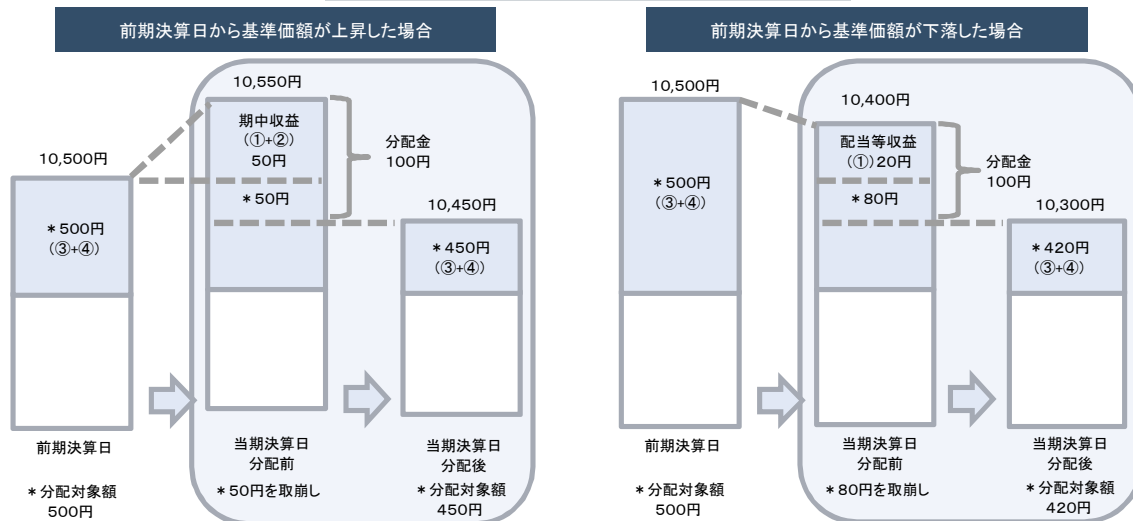 前期決算日から基準価額が上昇した場合
10,550円
期中収益
(①+②)
50円
分配金
100円
10,500円
*500円
(③+④)
*50円
10,450円
*450円
(③+④)
前期決算日
当期決算日
分配前
当期決算日
分配後
*分配対象額
500円
*50円を取崩し
*分配対象額
450円
前期決算日から基準価額が下落した場合
10,500円
10,400円
配当等収益
(①)20円
分配金
100円
*500円
(③+④)
*80円
10,300円
*420円
(③+④)
前期決算日
当期決算日
分配前
当期決算日
分配後
*分配対象額
500円
*80円を取崩し
*分配対象額
420円